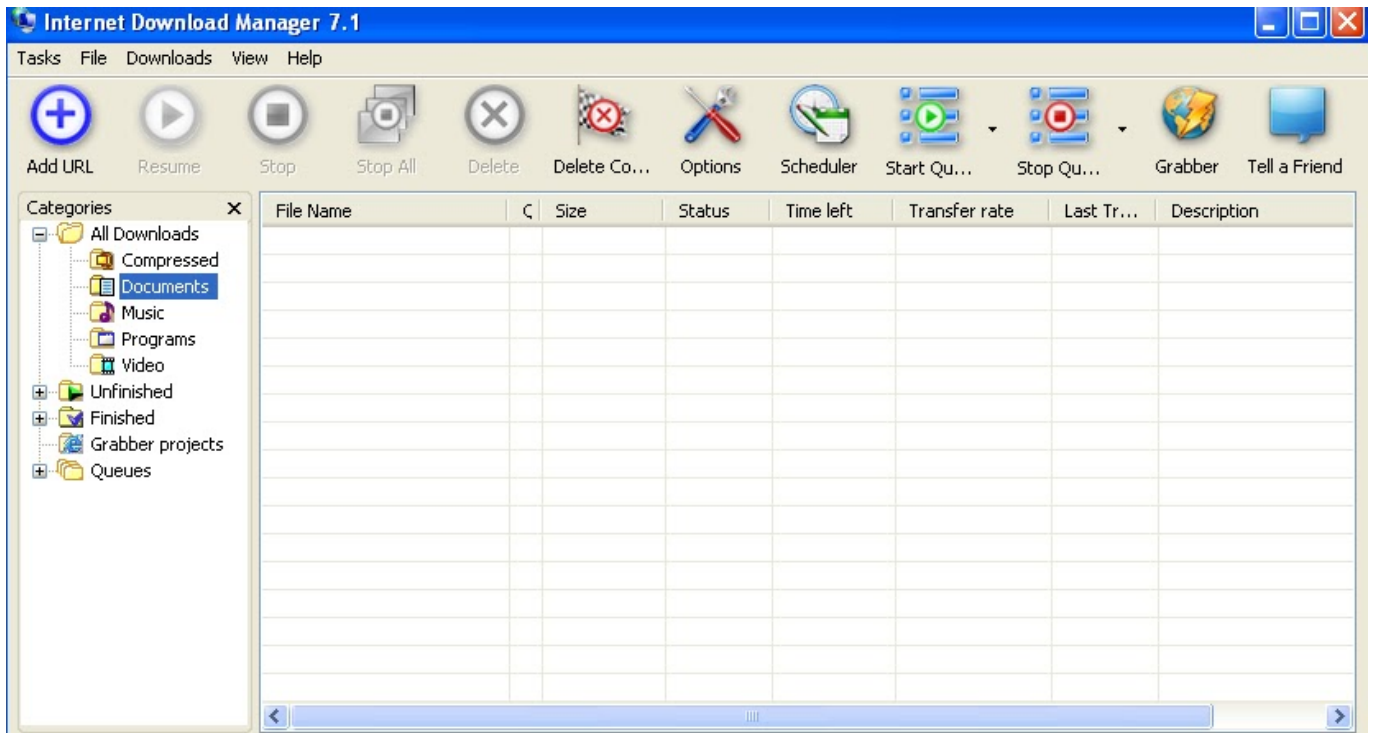 Internet Download Manager 7.1
Tasks File Downloads View Help
Add URL Resume Stop Stop All Delete Delete Co... Options Scheduler Start Qu... Stop Qu... Grabber Tell a Friend
Categories
File Name Q Size Status Time left Transfer rate Last Tr... Description
All Downloads
Compressed
Documents
Music
Programs
Video
Unfinished
Finished
Grabber projects
Queues